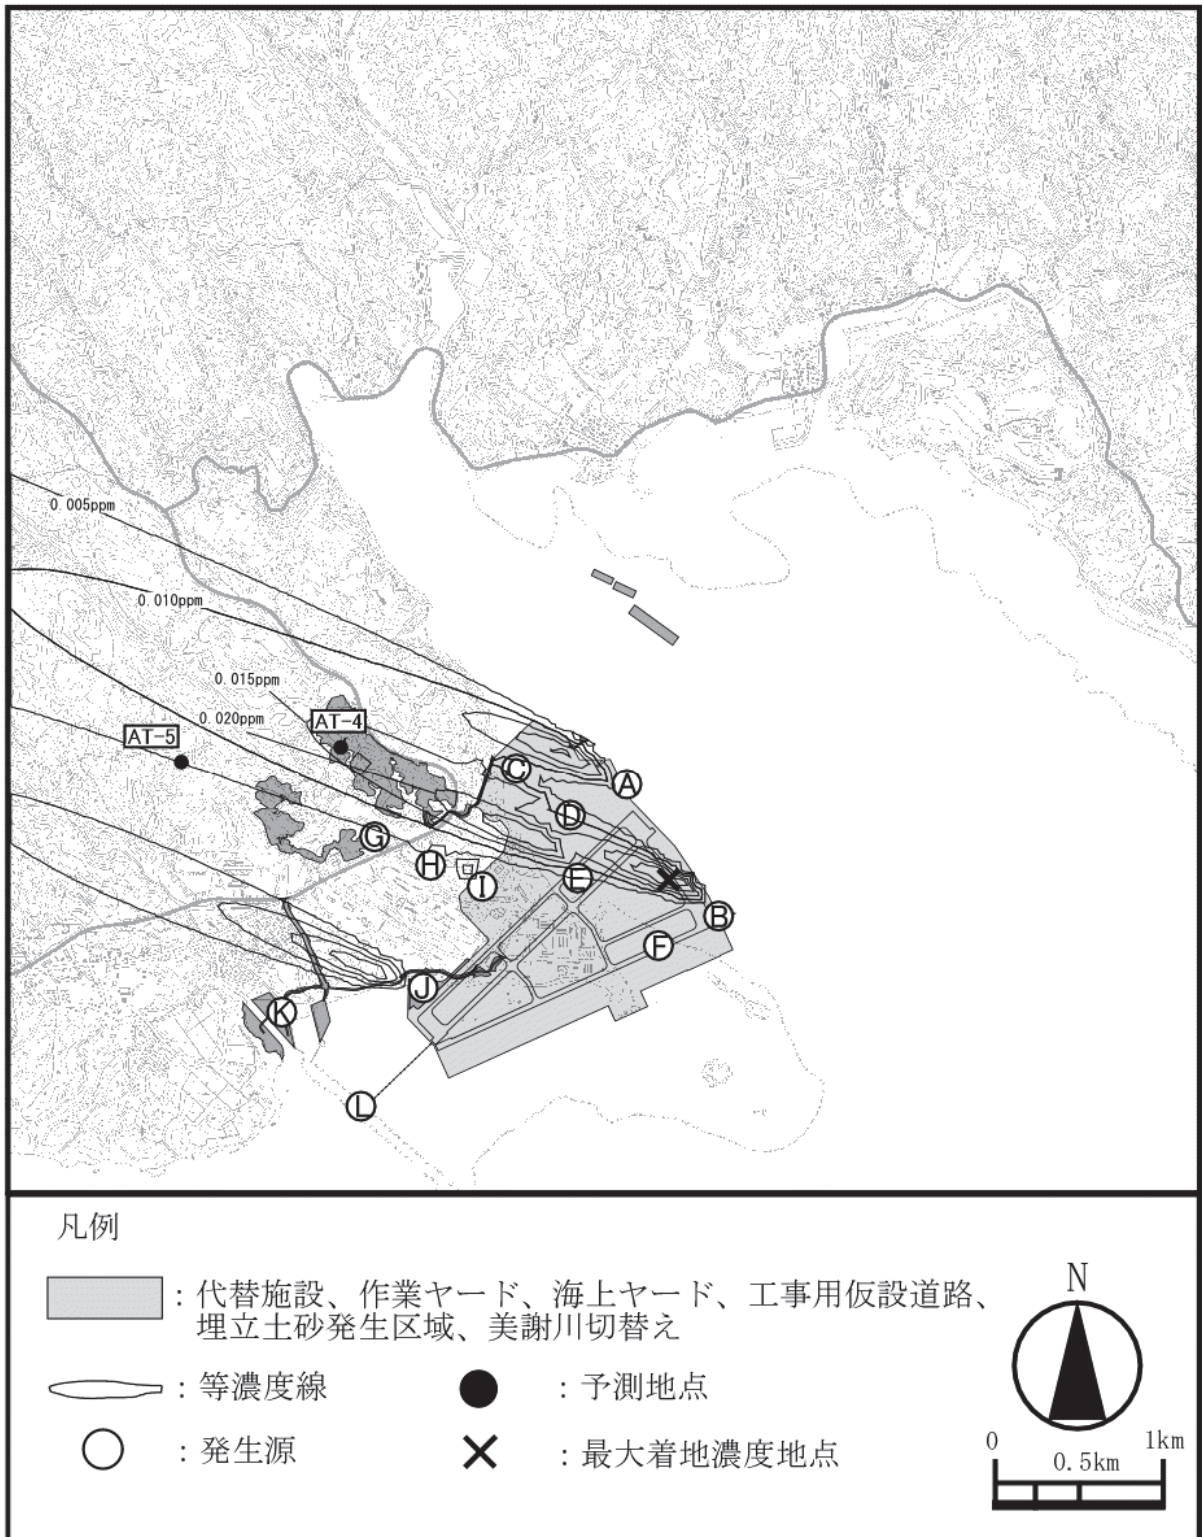 0.005ppm
0.010ppm
0.015ppm
0.020ppm
AT-4
AT-5
C
A
D
G
H
E
I
B
F
J
K
L
凡例
：代替施設、作業ヤード、海上ヤード、工事用仮設道路、
埋立土砂発生区域、美謝川切替え
：等濃度線
：予測地点
：発生源
：最大着地濃度地点
N
0 0.5km 1km